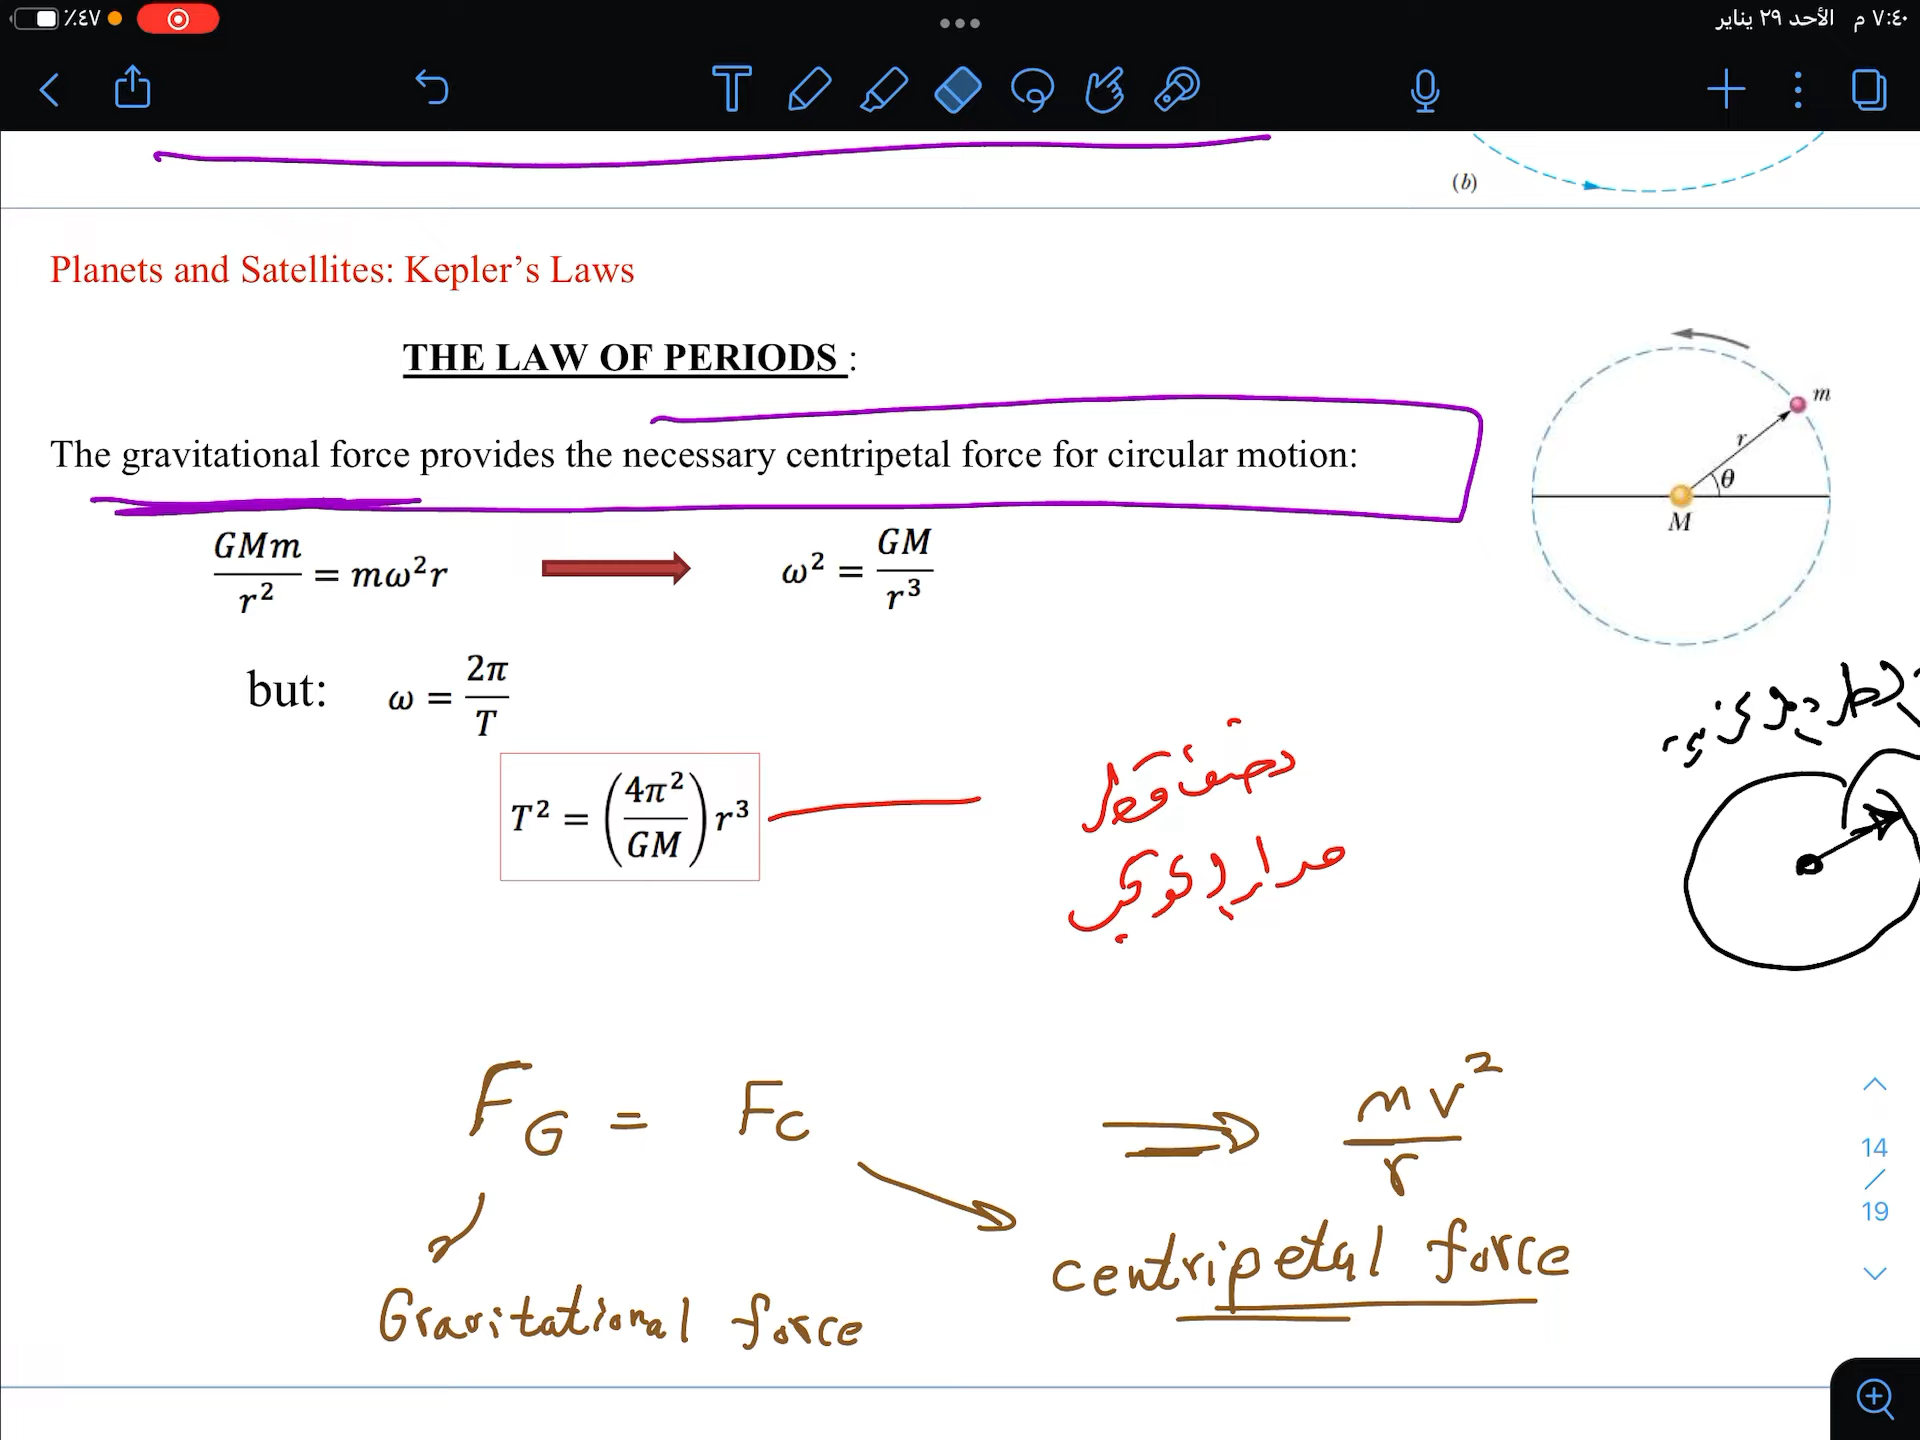 ٪٤٧
٧:٤٠ م الأحد ٢٩ يناير
(b)
Planets and Satellites: Kepler's Laws
THE LAW OF PERIODS :
The gravitational force provides the necessary centripetal force for circular motion:
m
r
θ
M
GMm/r² = mω²r
ω² = GM/r³
but: ω = 2π/T
T² = (4π²/GM) r³
نصف قطر
مدار الكوكب
F_G = F_C ⇒ mv²/r
centripetal force
Gravitational force
14
/
19